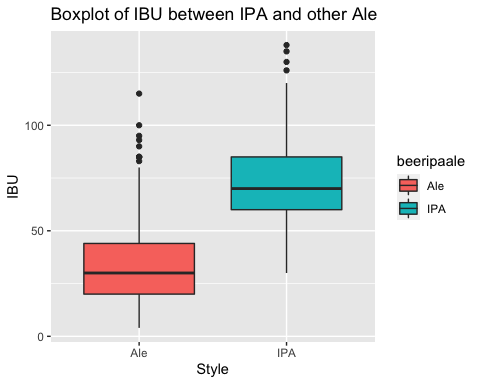 Boxplot of IBU between IPA and other Ale
IBU
100
50
0
Ale
IPA
Style
beeripaale
Ale
IPA